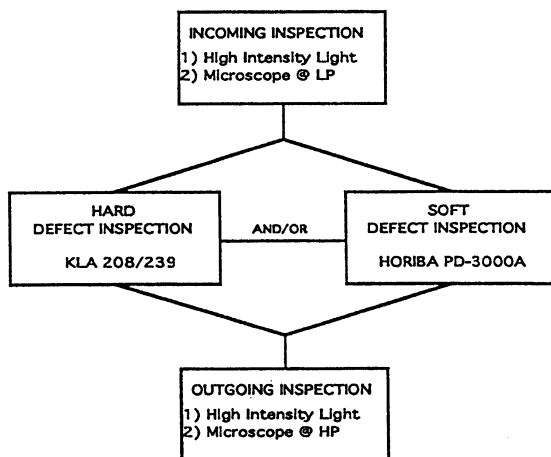 INCOMING INSPECTION
1) High Intensity Light
2) Microscope @ LP
HARD
DEFECT INSPECTION
KLA 208/239
AND/OR
SOFT
DEFECT INSPECTION
HORIBA PD-3000A
OUTGOING INSPECTION
1) High Intensity Light
2) Microscope @ HP